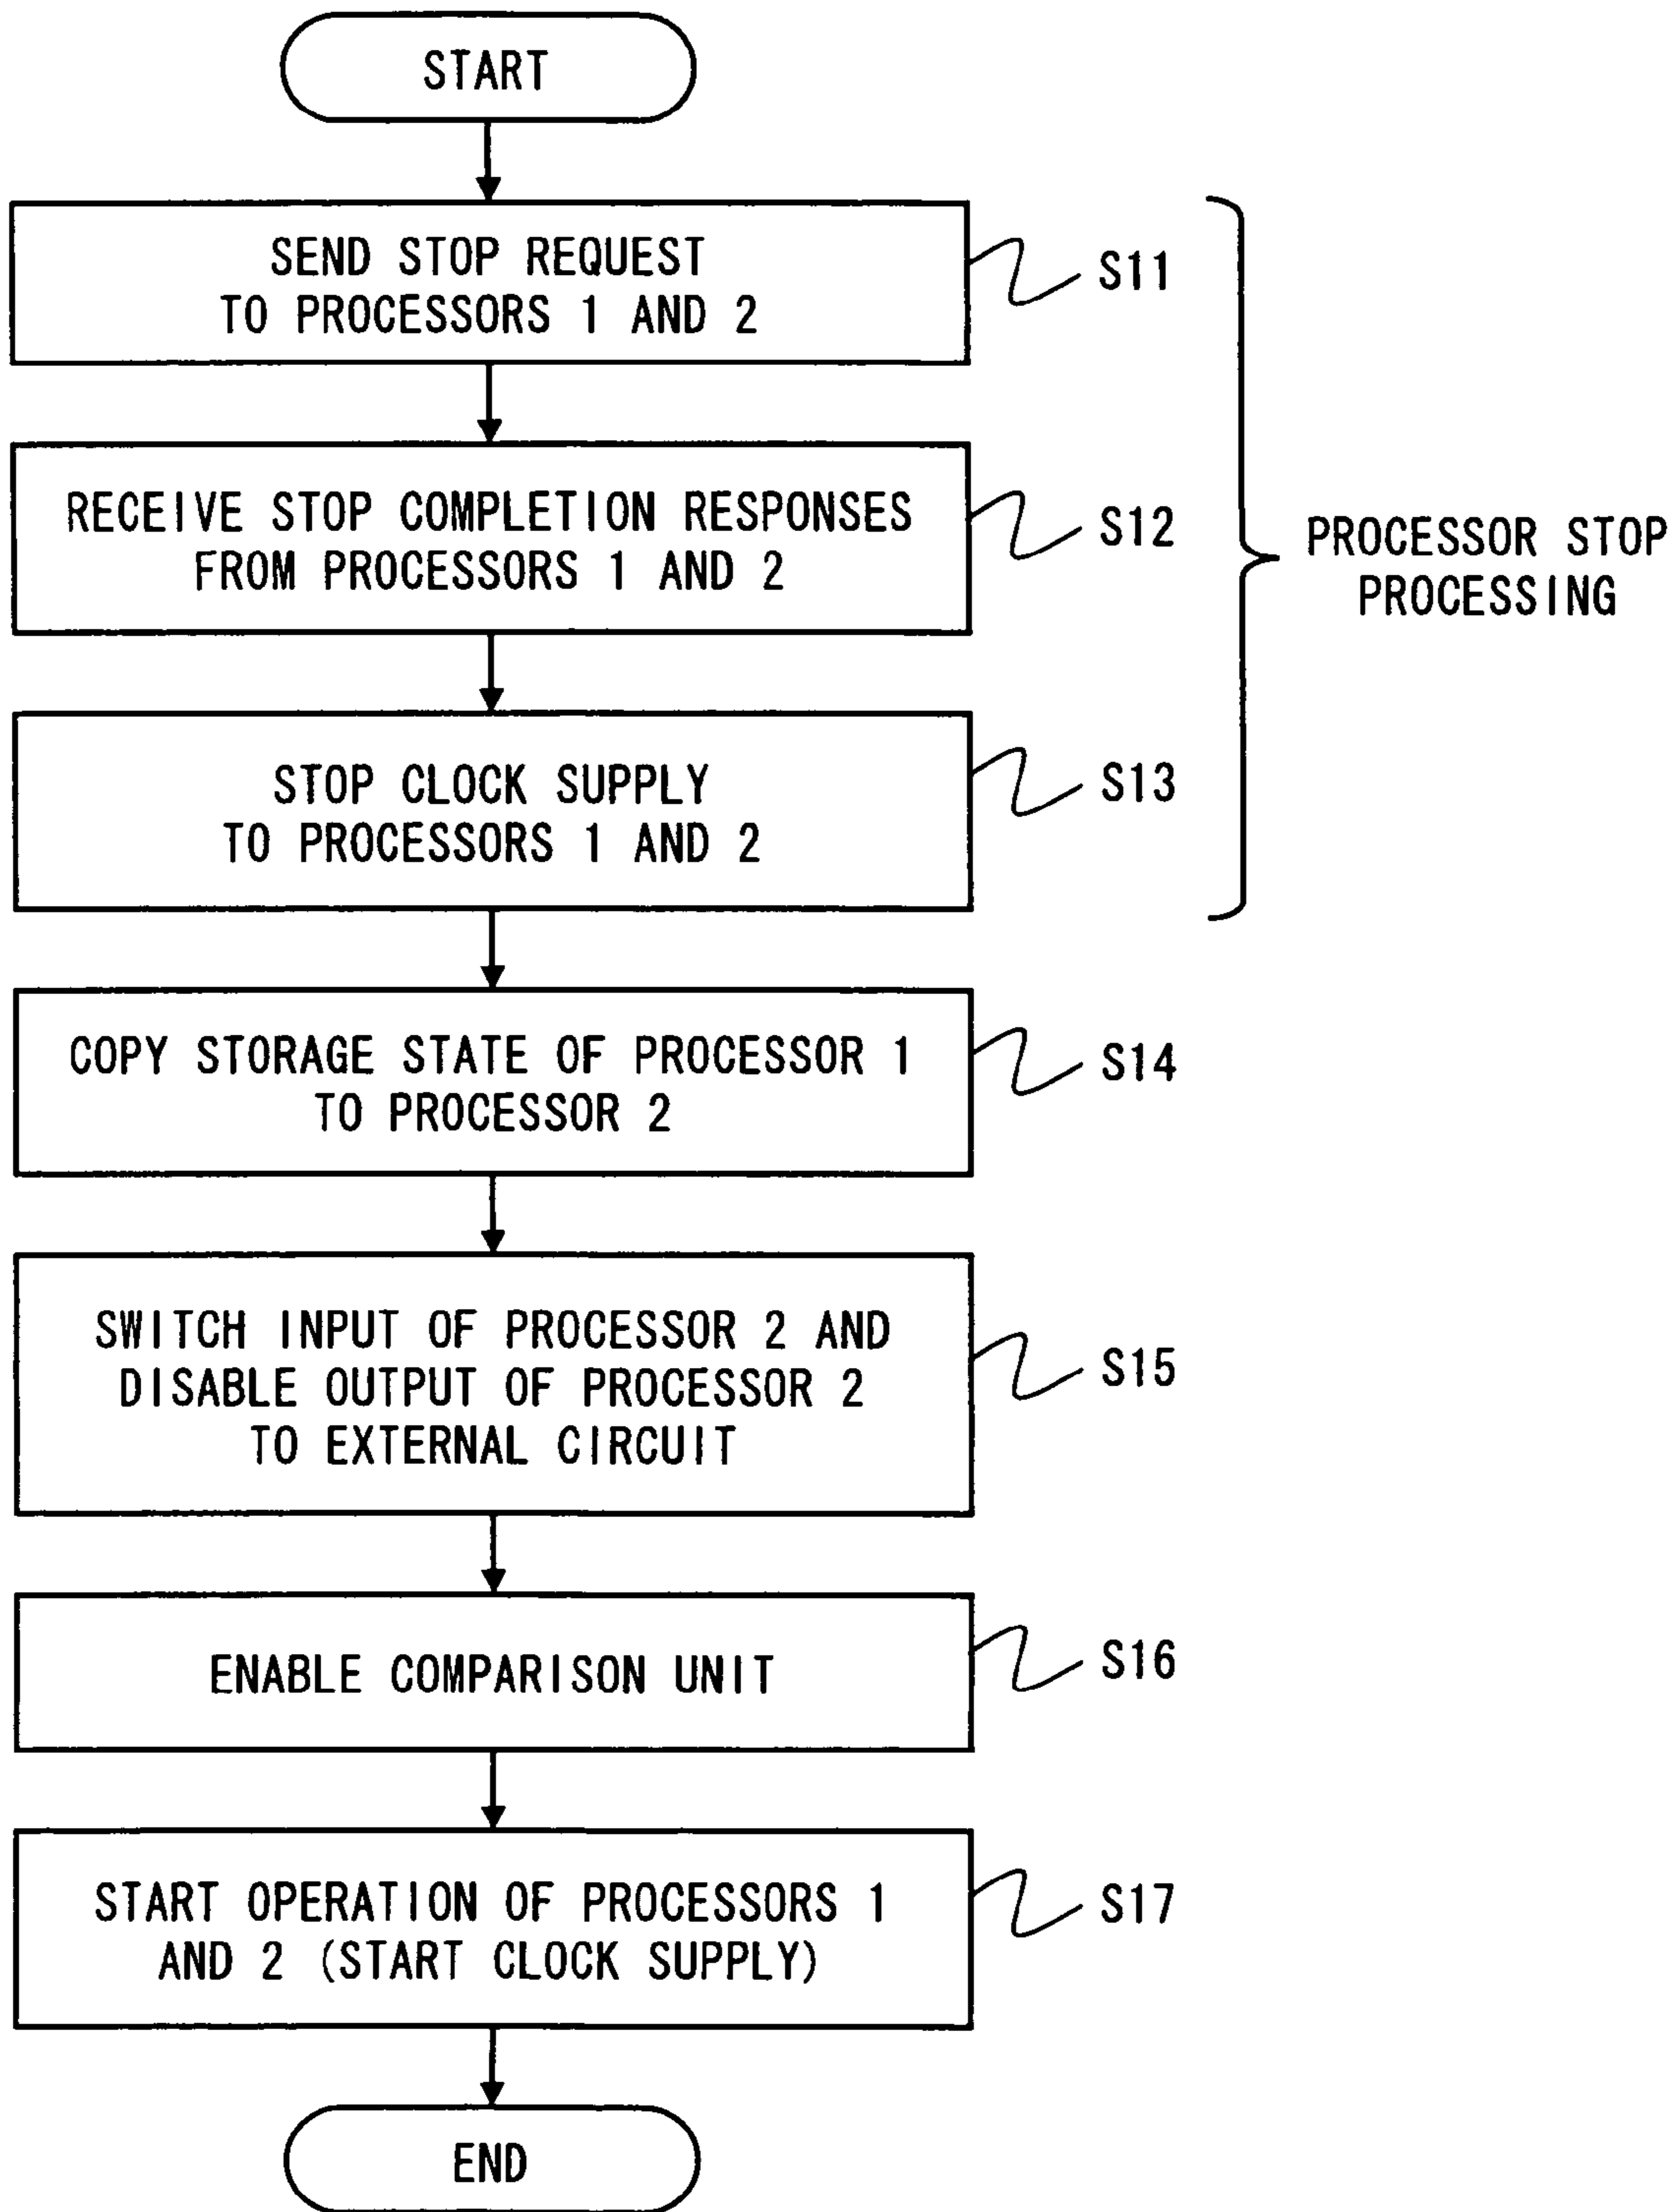 START
SEND STOP REQUEST
TO PROCESSORS 1 AND 2
S11
RECEIVE STOP COMPLETION RESPONSES
FROM PROCESSORS 1 AND 2
S12
PROCESSOR STOP
PROCESSING
STOP CLOCK SUPPLY
TO PROCESSORS 1 AND 2
S13
COPY STORAGE STATE OF PROCESSOR 1
TO PROCESSOR 2
S14
SWITCH INPUT OF PROCESSOR 2 AND
DISABLE OUTPUT OF PROCESSOR 2
TO EXTERNAL CIRCUIT
S15
ENABLE COMPARISON UNIT
S16
START OPERATION OF PROCESSORS 1
AND 2 (START CLOCK SUPPLY)
S17
END